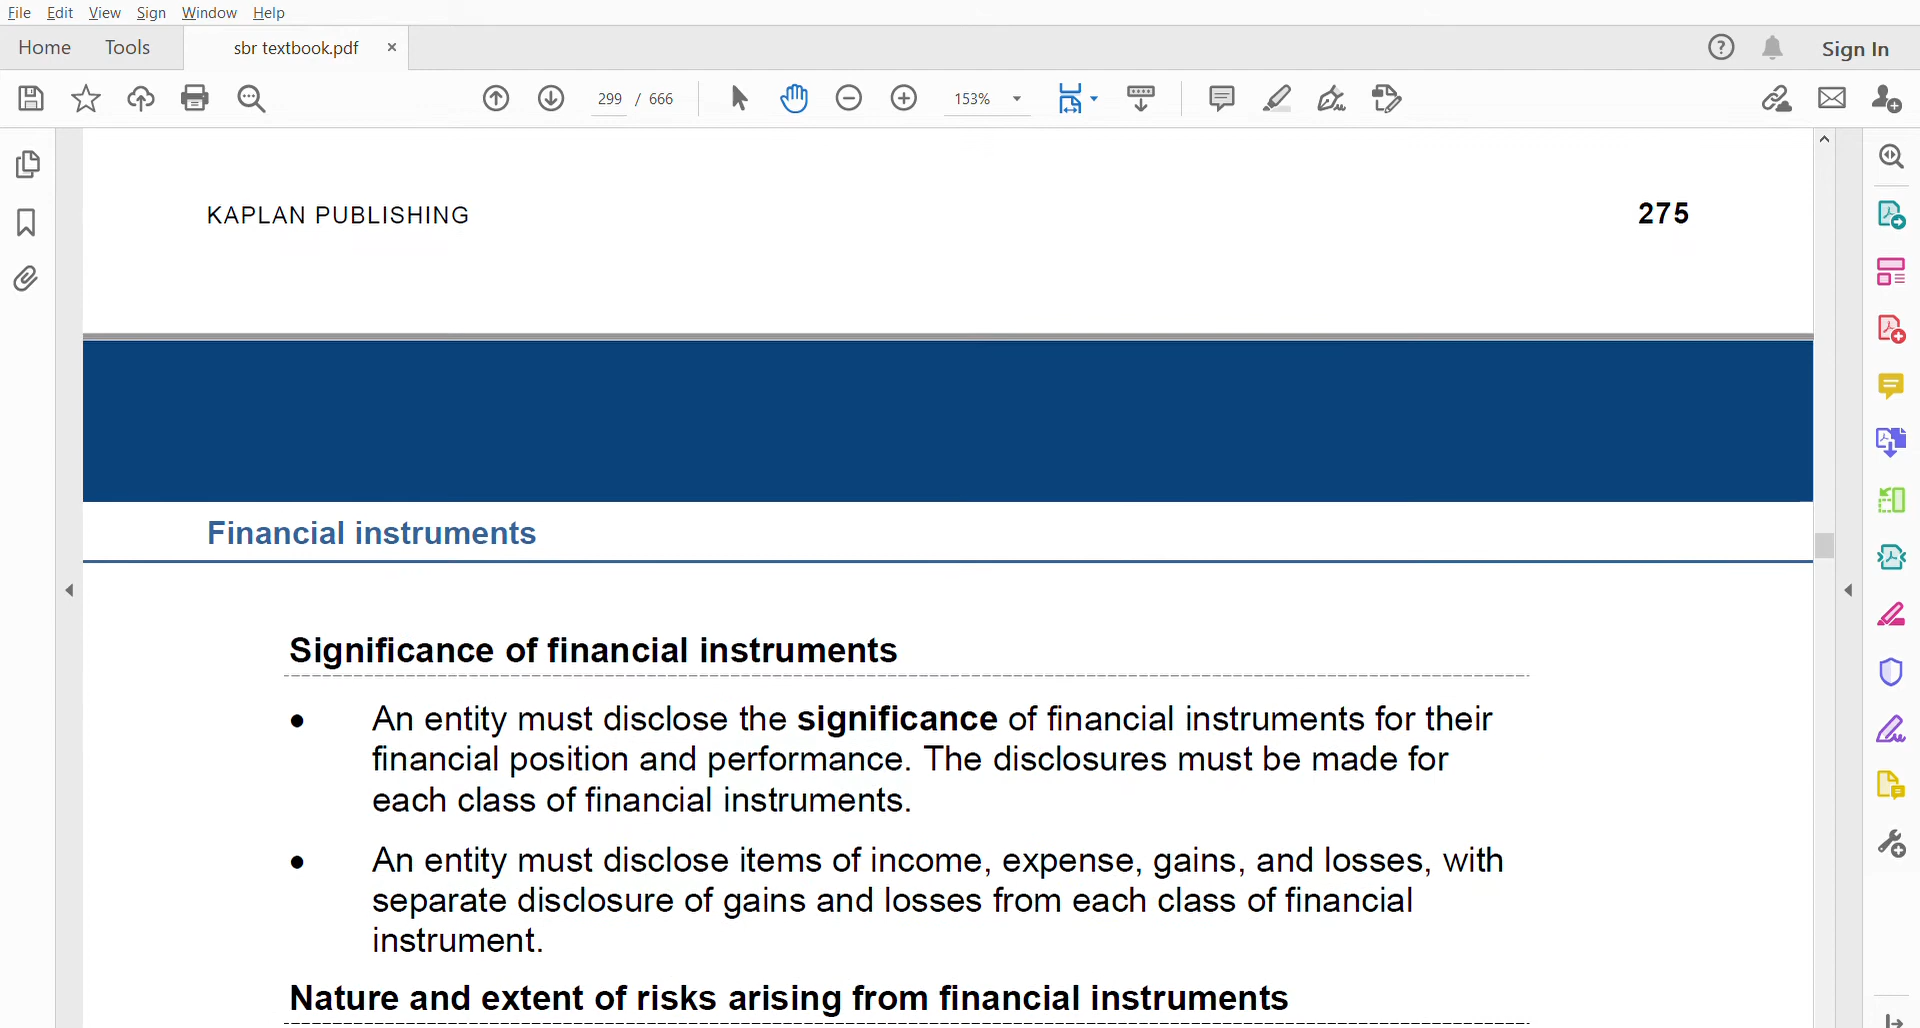 File Edit View Sign Window Help
Home Tools sbr textbook.pdf × Sign In
299 / 666 153%
KAPLAN PUBLISHING 275
Financial instruments
Significance of financial instruments
● An entity must disclose the significance of financial instruments for their
financial position and performance. The disclosures must be made for
each class of financial instruments.
● An entity must disclose items of income, expense, gains, and losses, with
separate disclosure of gains and losses from each class of financial
instrument.
Nature and extent of risks arising from financial instruments